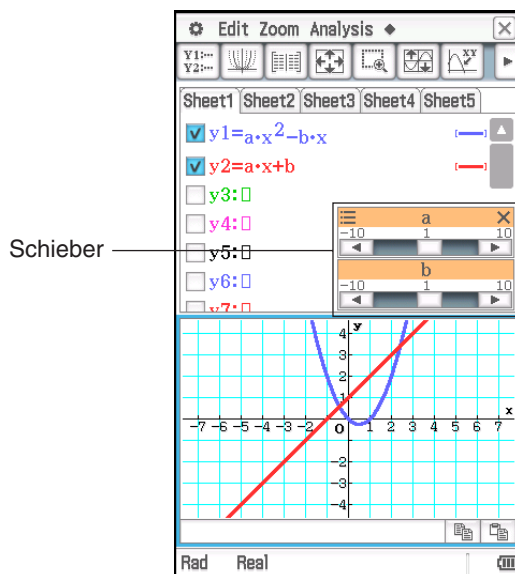 Edit Zoom Analysis ◆
Y1:…
Y2:…
XY
Sheet1 Sheet2 Sheet3 Sheet4 Sheet5
y1=a·x²−b·x
y2=a·x+b
y3:▯
y4:▯
y5:▯
y6:▯
y7:▯
Schieber
a
-10 1 10
b
-10 1 10
y
4
3
2
1
x
-7 -6 -5 -4 -3 -2 0 1 2 3 4 5 6 7
-2
-3
-4
Rad Real